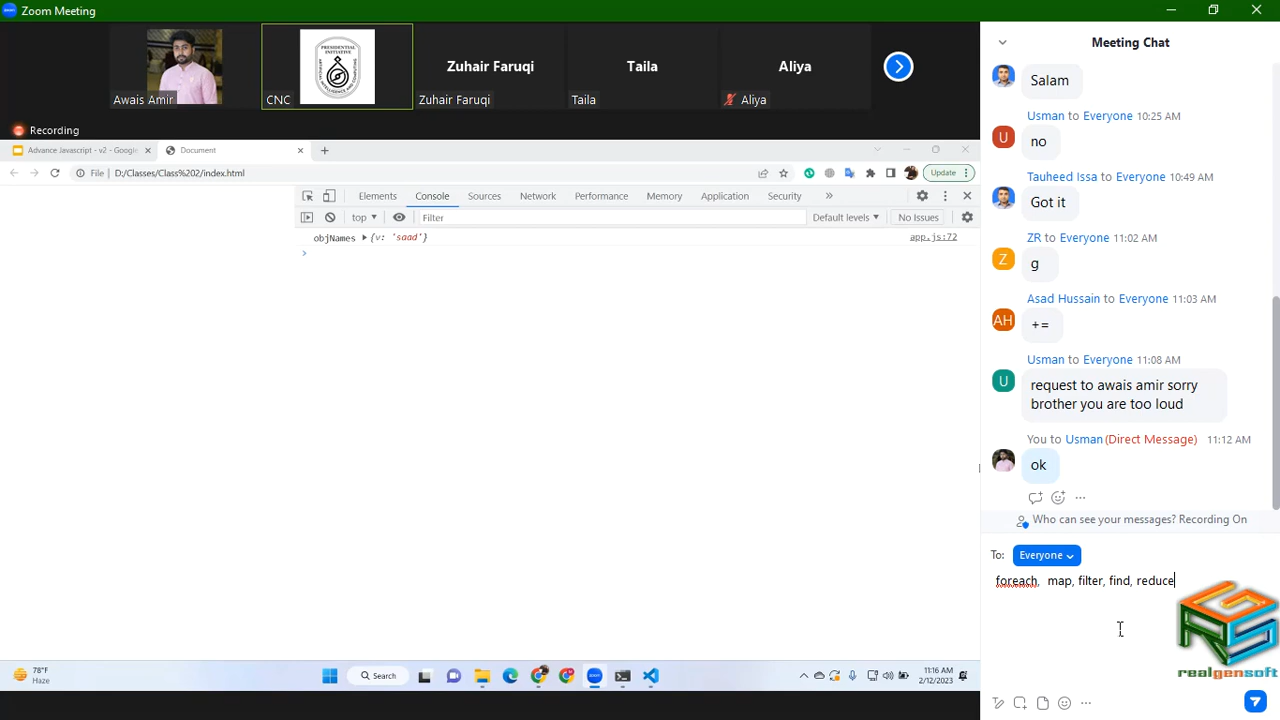 Zoom Meeting
Awais Amir
PRESIDENTIAL
INITIATIVE
CNC
Zuhair Faruqi
Zuhair Faruqi
Taila
Taila
Aliya
Aliya
Recording
Advance Javascript - v2 - Google
Document
File
D:/Classes/Class%202/index.html
Update
Elements
Console
Sources
Network
Performance
Memory
Application
Security
top
Filter
Default levels
No Issues
objNames {v: 'saad'}
app.js:72
Meeting Chat
Salam
Usman to Everyone 10:25 AM
U
no
Tauheed Issa to Everyone 10:49 AM
Got it
ZR to Everyone 11:02 AM
Z
g
Asad Hussain to Everyone 11:03 AM
AH
+=
Usman to Everyone 11:08 AM
U
request to awais amir sorry
brother you are too loud
You to Usman (Direct Message) 11:12 AM
ok
Who can see your messages? Recording On
To: Everyone
foreach,  map, filter, find, reduce
realgensoft
78°F
Haze
Search
11:16 AM
2/12/2023